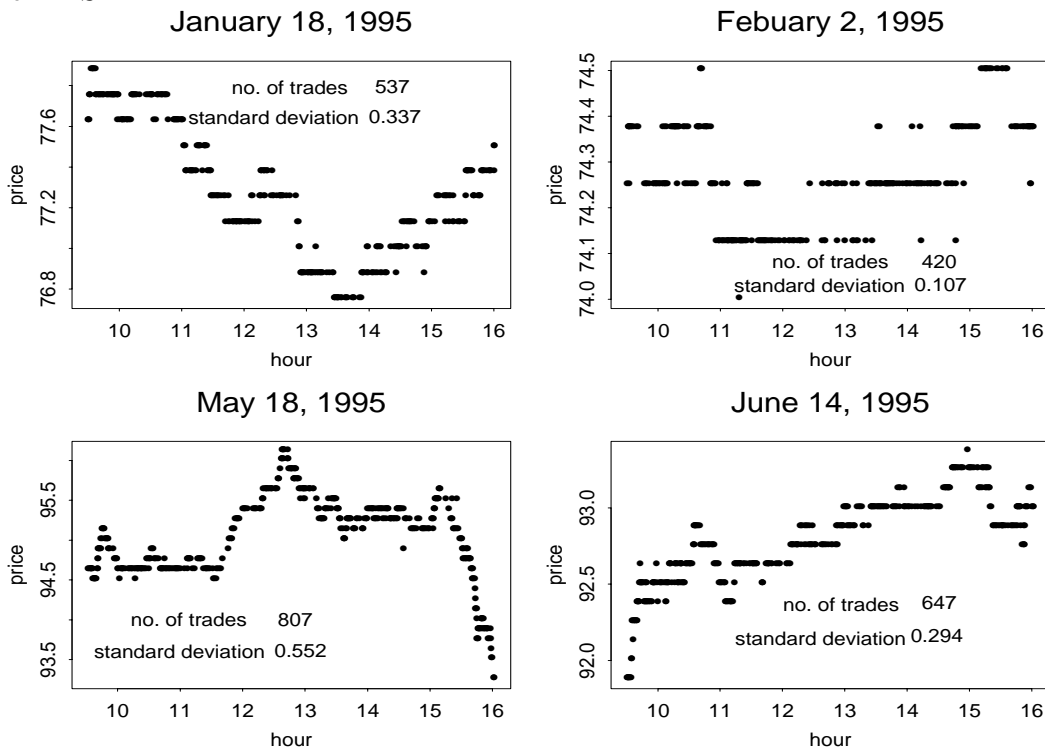 January 18, 1995
no. of trades 537
standard deviation 0.337
price
76.8 77.2 77.6
10 11 12 13 14 15 16
hour
Febuary 2, 1995
no. of trades 420
standard deviation 0.107
price
74.0 74.1 74.2 74.3 74.4 74.5
10 11 12 13 14 15 16
hour
May 18, 1995
no. of trades 807
standard deviation 0.552
price
93.5 94.5 95.5
10 11 12 13 14 15 16
hour
June 14, 1995
no. of trades 647
standard deviation 0.294
price
92.0 92.5 93.0
10 11 12 13 14 15 16
hour